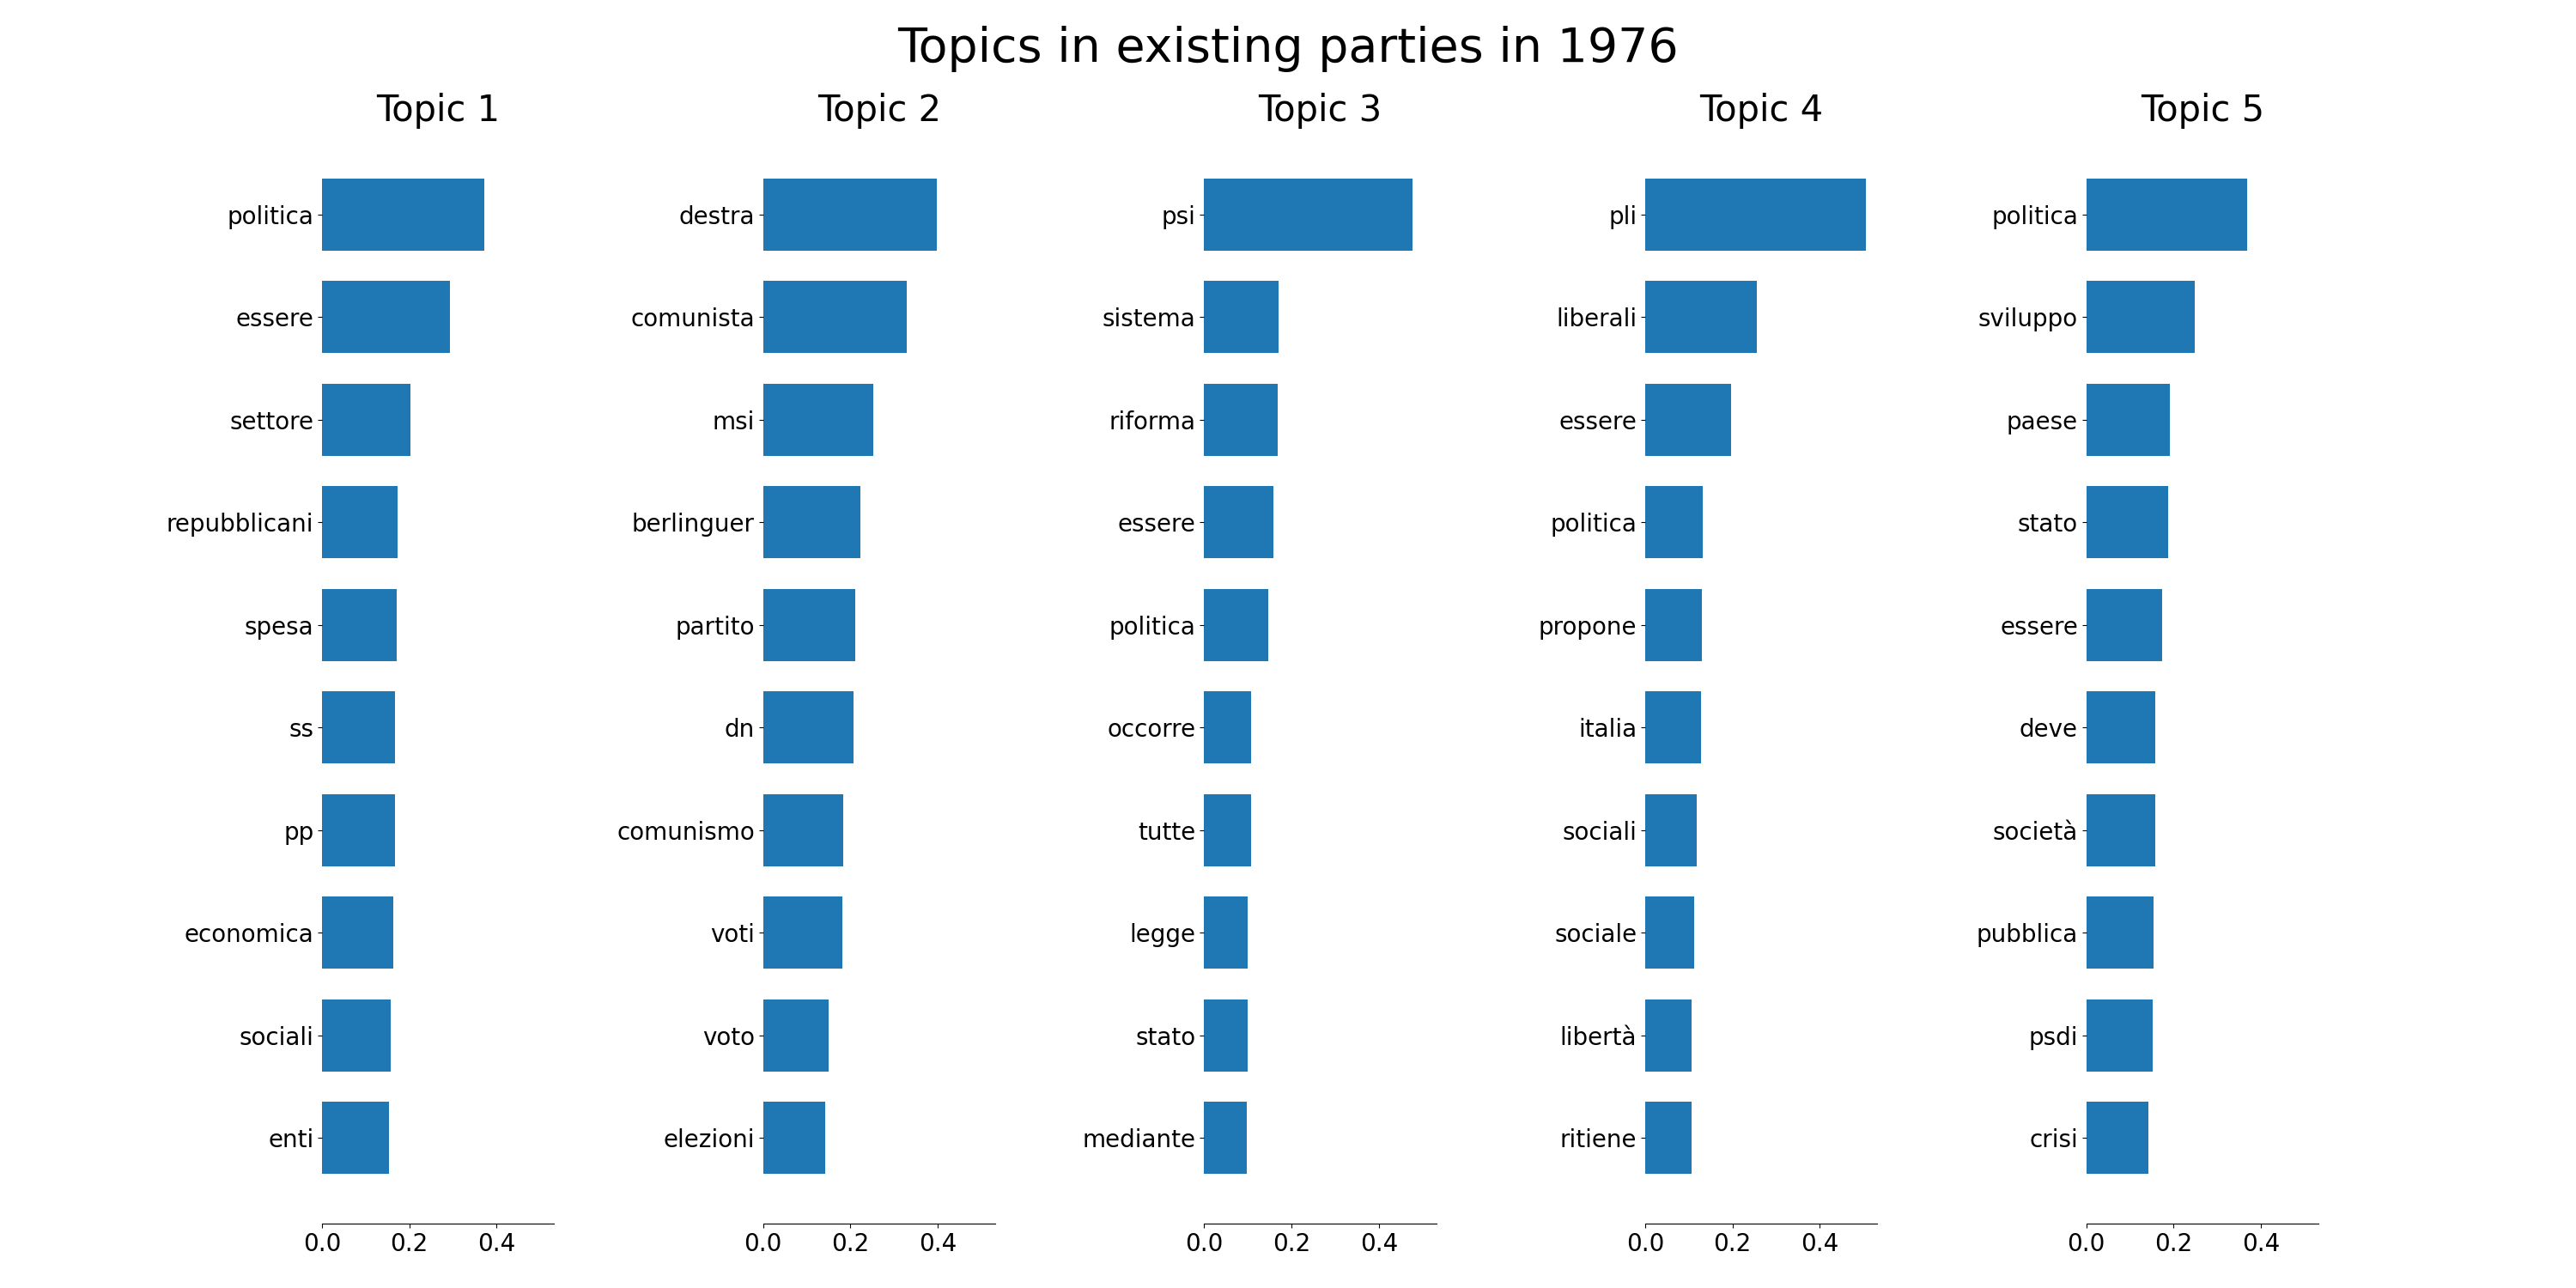 Topics in existing parties in 1976
Topic 1
politica
essere
settore
repubblicani
spesa
ss
pp
economica
sociali
enti
0.0 0.2 0.4
Topic 2
destra
comunista
msi
berlinguer
partito
dn
comunismo
voti
voto
elezioni
0.0 0.2 0.4
Topic 3
psi
sistema
riforma
essere
politica
occorre
tutte
legge
stato
mediante
0.0 0.2 0.4
Topic 4
pli
liberali
essere
politica
propone
italia
sociali
sociale
libertà
ritiene
0.0 0.2 0.4
Topic 5
politica
sviluppo
paese
stato
essere
deve
società
pubblica
psdi
crisi
0.0 0.2 0.4